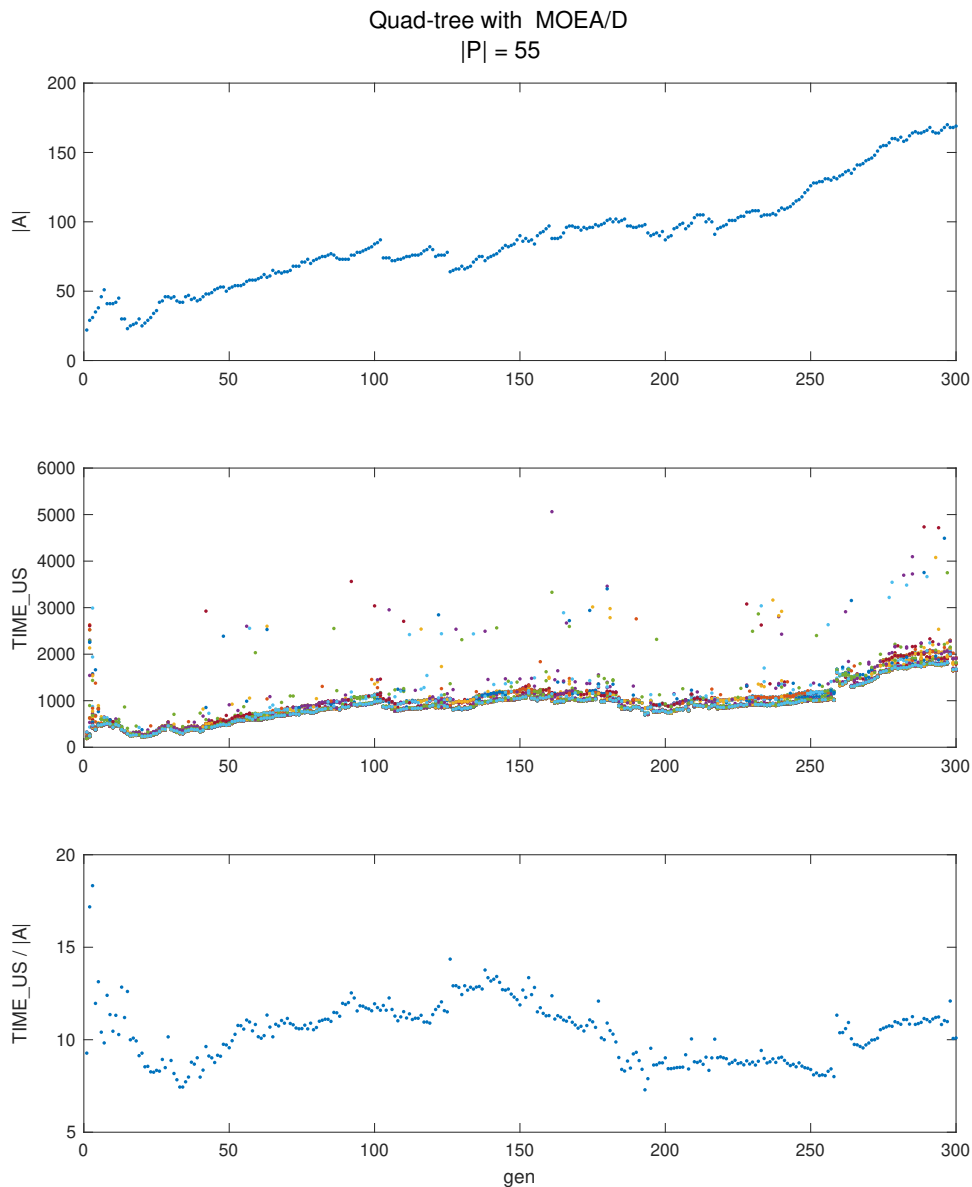 Quad-tree with  MOEA/D
|P| = 55
200
150
100
50
0
|A|
0 50 100 150 200 250 300
6000
5000
4000
3000
2000
1000
0
TIME_US
0 50 100 150 200 250 300
20
15
10
5
TIME_US / |A|
0 50 100 150 200 250 300
gen